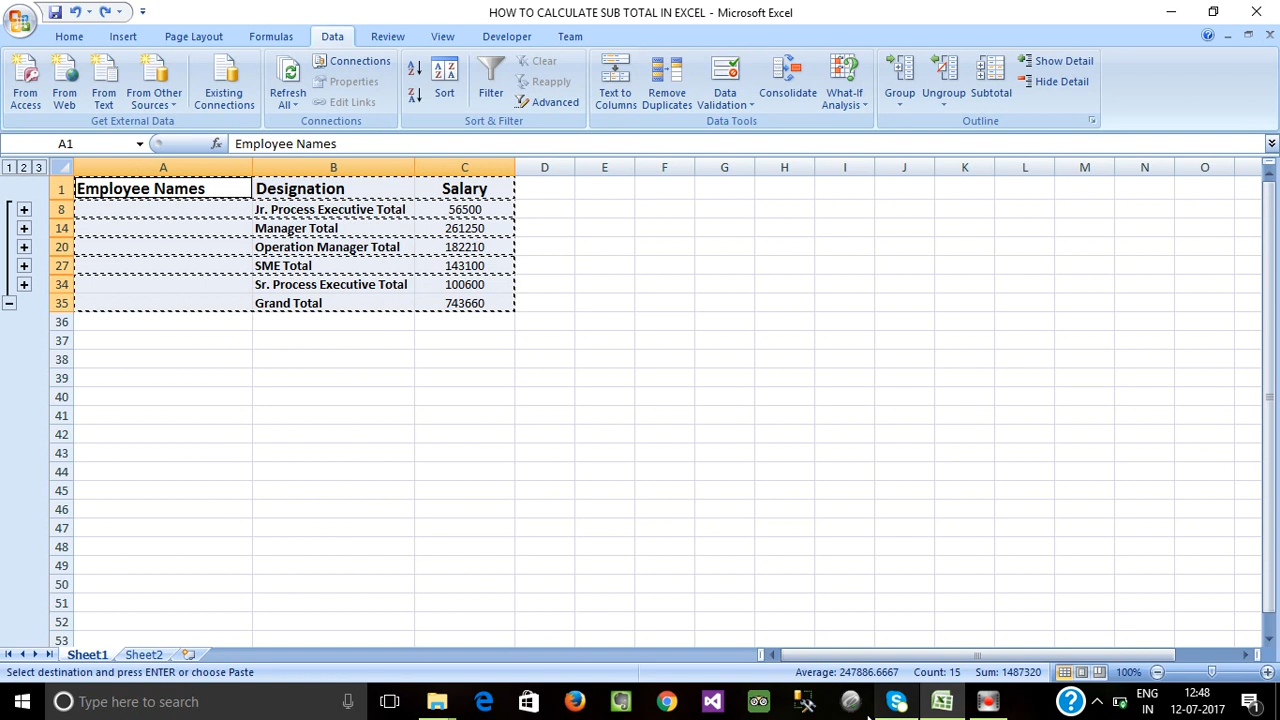 HOW TO CALCULATE SUB TOTAL IN EXCEL - Microsoft Excel
Home Insert Page Layout Formulas Data Review View Developer Team
From Access
From Web
From Text
From Other Sources
Existing Connections
Get External Data
Refresh All
Connections
Properties
Edit Links
Connections
Sort
Filter
Clear
Reapply
Advanced
Sort & Filter
Text to Columns
Remove Duplicates
Data Validation
Consolidate
What-If Analysis
Data Tools
Group
Ungroup
Subtotal
Show Detail
Hide Detail
Outline
A1 fx Employee Names
1 2 3 A B C D E F G H I J K L M N O
1 Employee Names Designation Salary
8 Jr. Process Executive Total 56500
14 Manager Total 261250
20 Operation Manager Total 182210
27 SME Total 143100
34 Sr. Process Executive Total 100600
35 Grand Total 743660
36
37
38
39
40
41
42
43
44
45
46
47
48
49
50
51
52
53
Sheet1 Sheet2
Select destination and press ENTER or choose Paste Average: 247886.6667 Count: 15 Sum: 1487320 100%
Type here to search
ENG
IN
12:48
12-07-2017
1